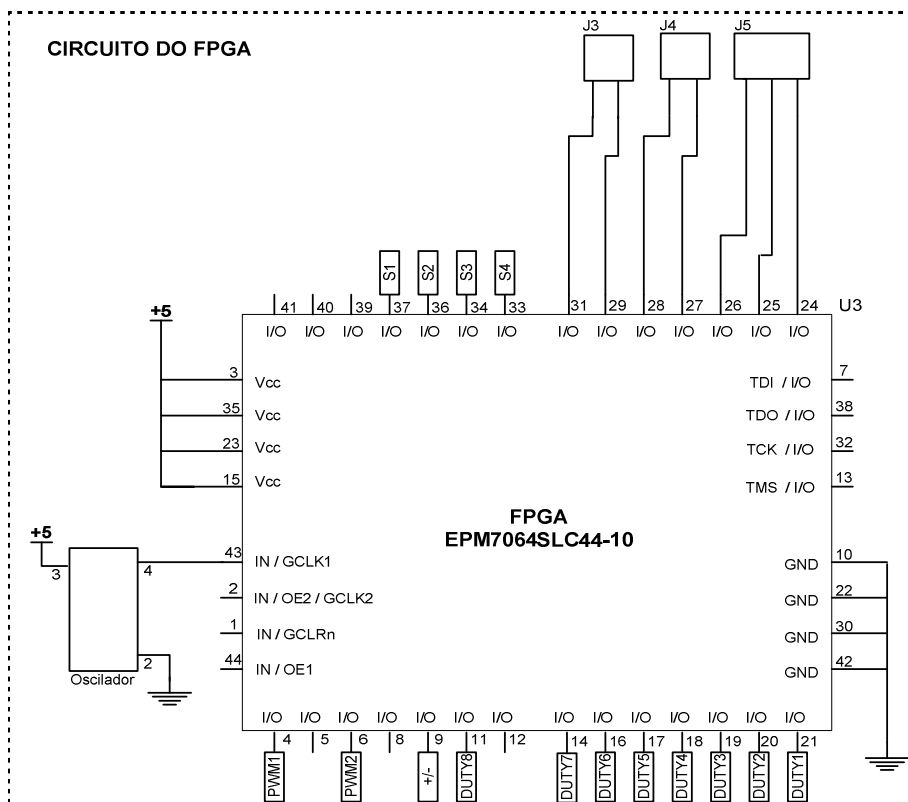 CIRCUITO DO FPGA
J3 J4 J5
S1 S2 S3 S4
41 40 39 37 36 34 33 31 29 28 27 26 25 24 U3
I/O I/O I/O I/O I/O I/O I/O I/O I/O I/O I/O I/O I/O I/O
+5
3 Vcc
35 Vcc
23 Vcc
15 Vcc
TDI / I/O 7
TDO / I/O 38
TCK / I/O 32
TMS / I/O 13
FPGA
EPM7064SLC44-10
+5
3 4
2
Oscilador
43 IN / GCLK1
2 IN / OE2 / GCLK2
1 IN / GCLRn
44 IN / OE1
GND 10
GND 22
GND 30
GND 42
I/O I/O I/O I/O I/O I/O I/O I/O I/O I/O I/O I/O I/O I/O
4 5 6 8 9 11 12 14 16 17 18 19 20 21
PWM1 PWM2 +/- DUTY8 DUTY7 DUTY6 DUTY5 DUTY4 DUTY3 DUTY2 DUTY1